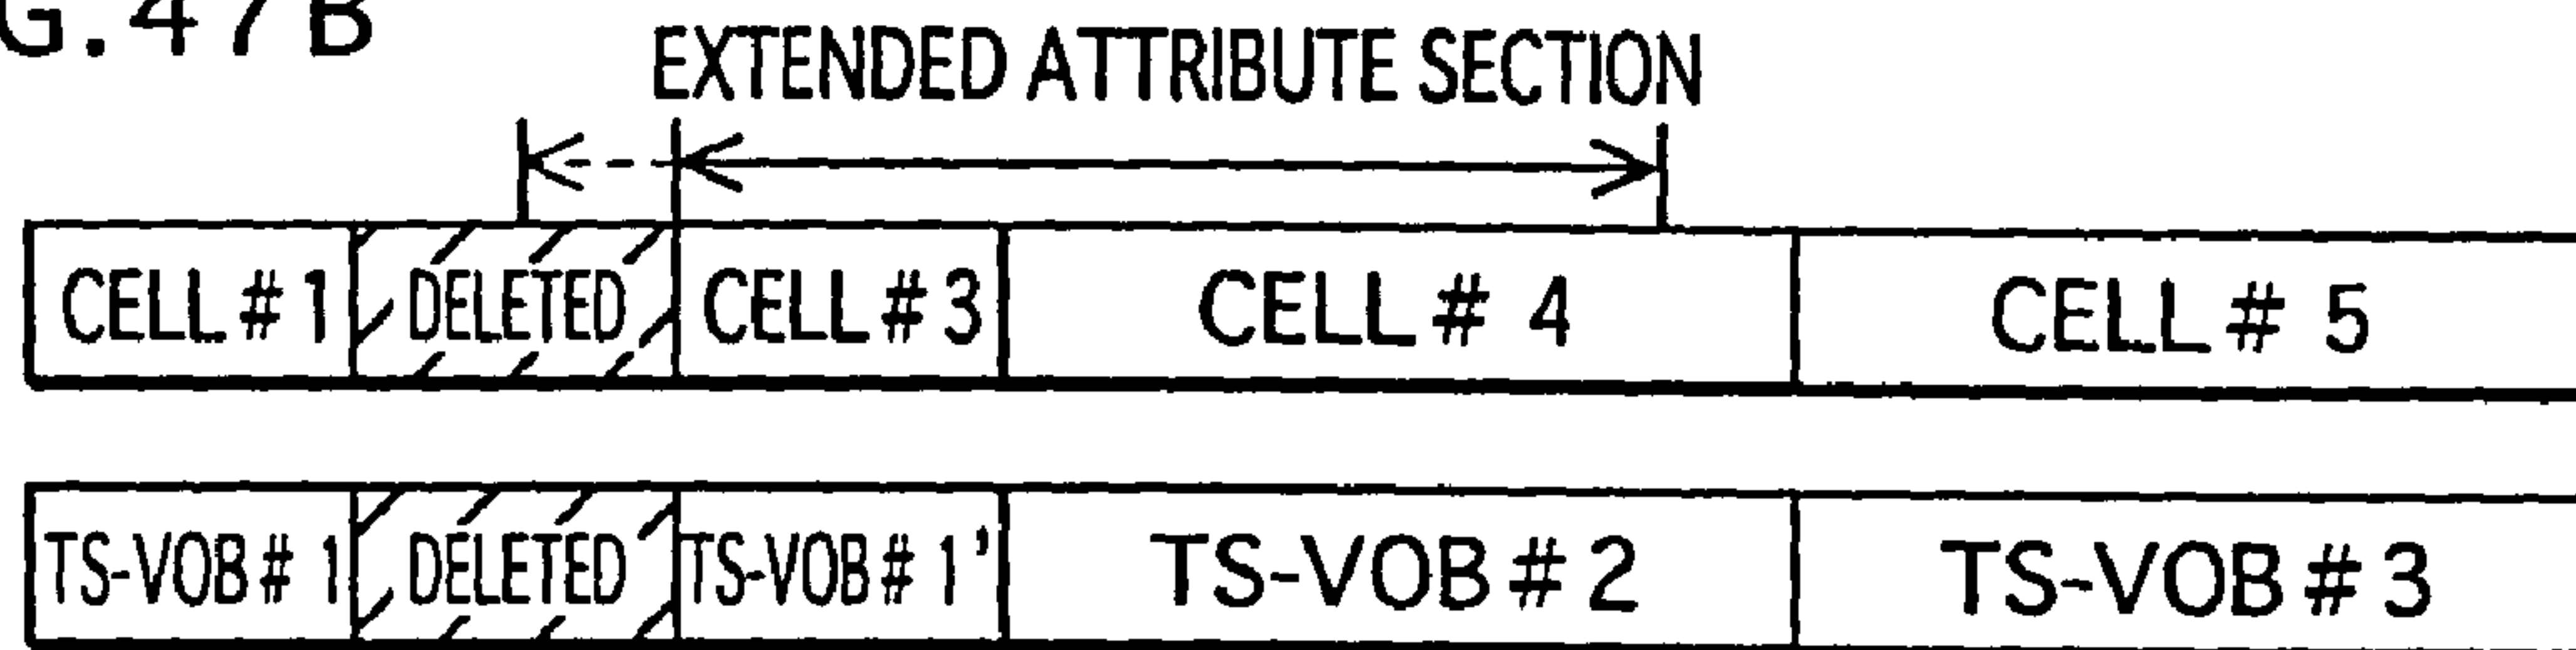 G.47B
EXTENDED ATTRIBUTE SECTION
CELL # 1 DELETED CELL # 3 CELL # 4 CELL # 5
TS-VOB # 1 DELETED TS-VOB # 1' TS-VOB # 2 TS-VOB # 3